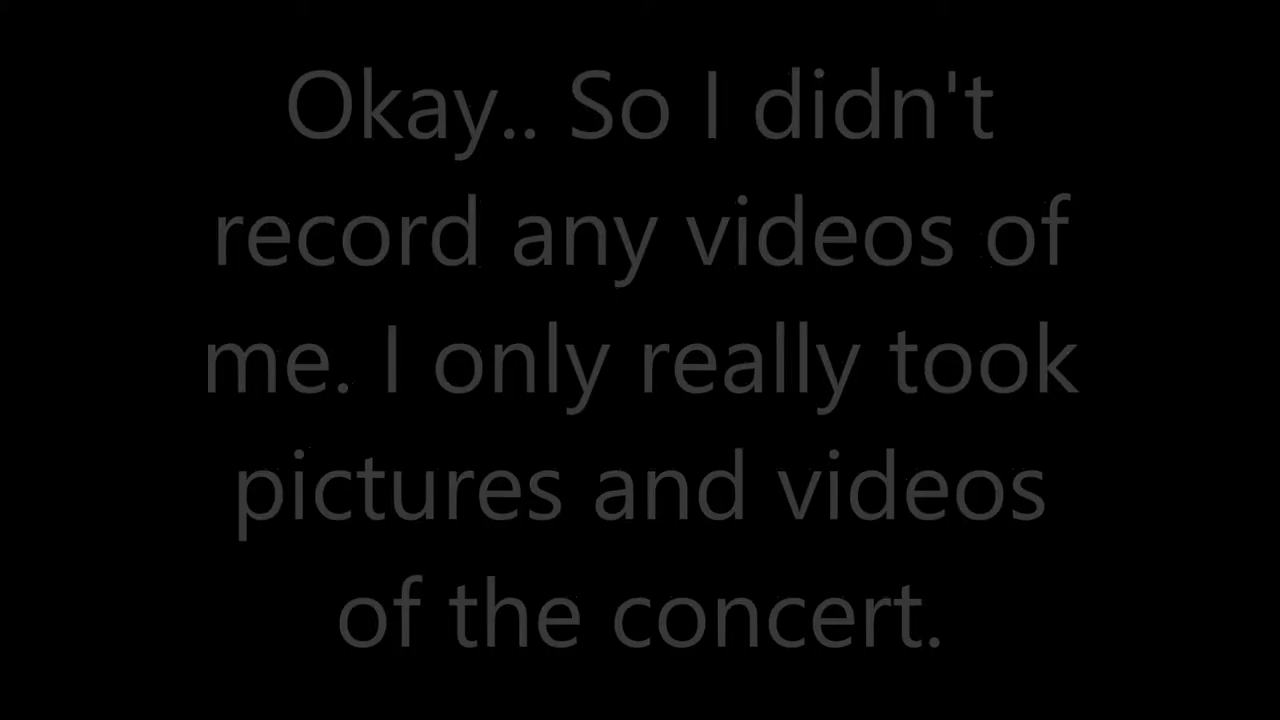 Okay.. So I didn't
record any videos of
me. I only really took
pictures and videos
of the concert.